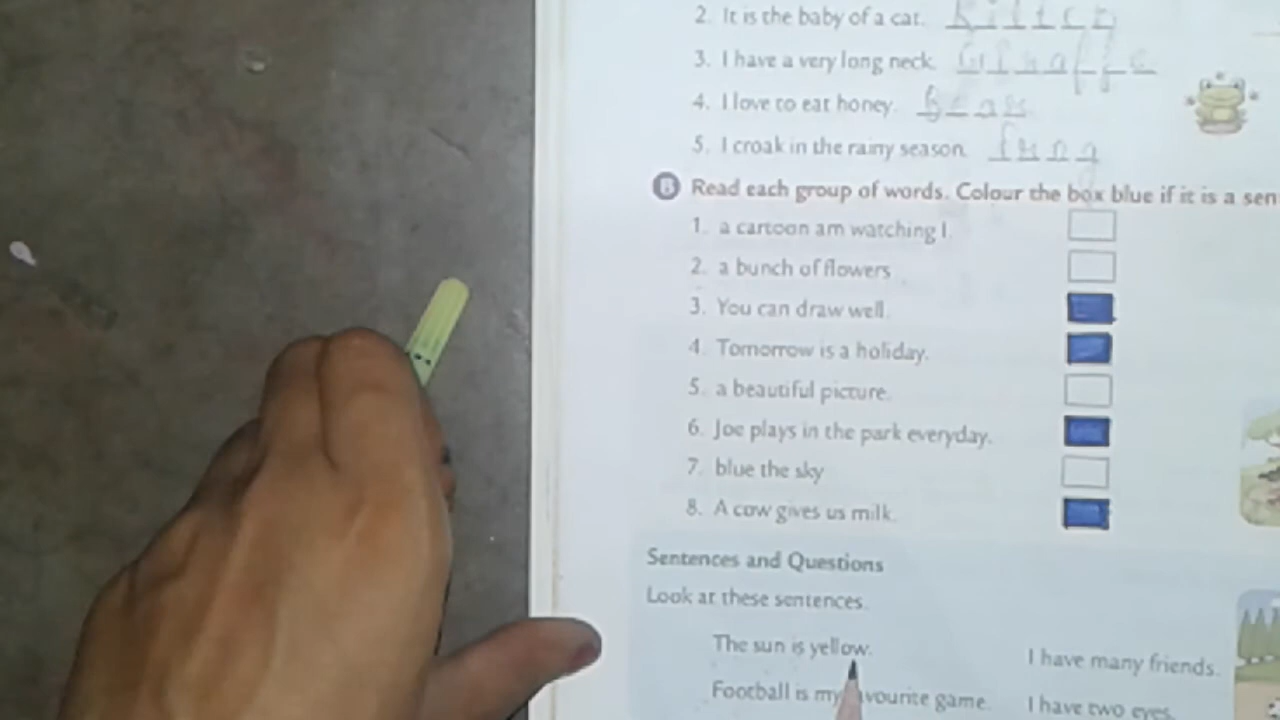 2. It is the baby of a cat. Kitten
3. I have a very long neck. Giraffe
4. I love to eat honey. Bear
5. I croak in the rainy season. frog
B Read each group of words. Colour the box blue if it is a sen
1. a cartoon am watching I
2. a bunch of flowers
3. You can draw well.
4. Tomorrow is a holiday.
5. a beautiful picture.
6. Joe plays in the park everyday.
7. blue the sky
8. A cow gives us milk.
Sentences and Questions
Look at these sentences.
The sun is yellow. I have many friends.
Football is my avourite game. I have two eyes.